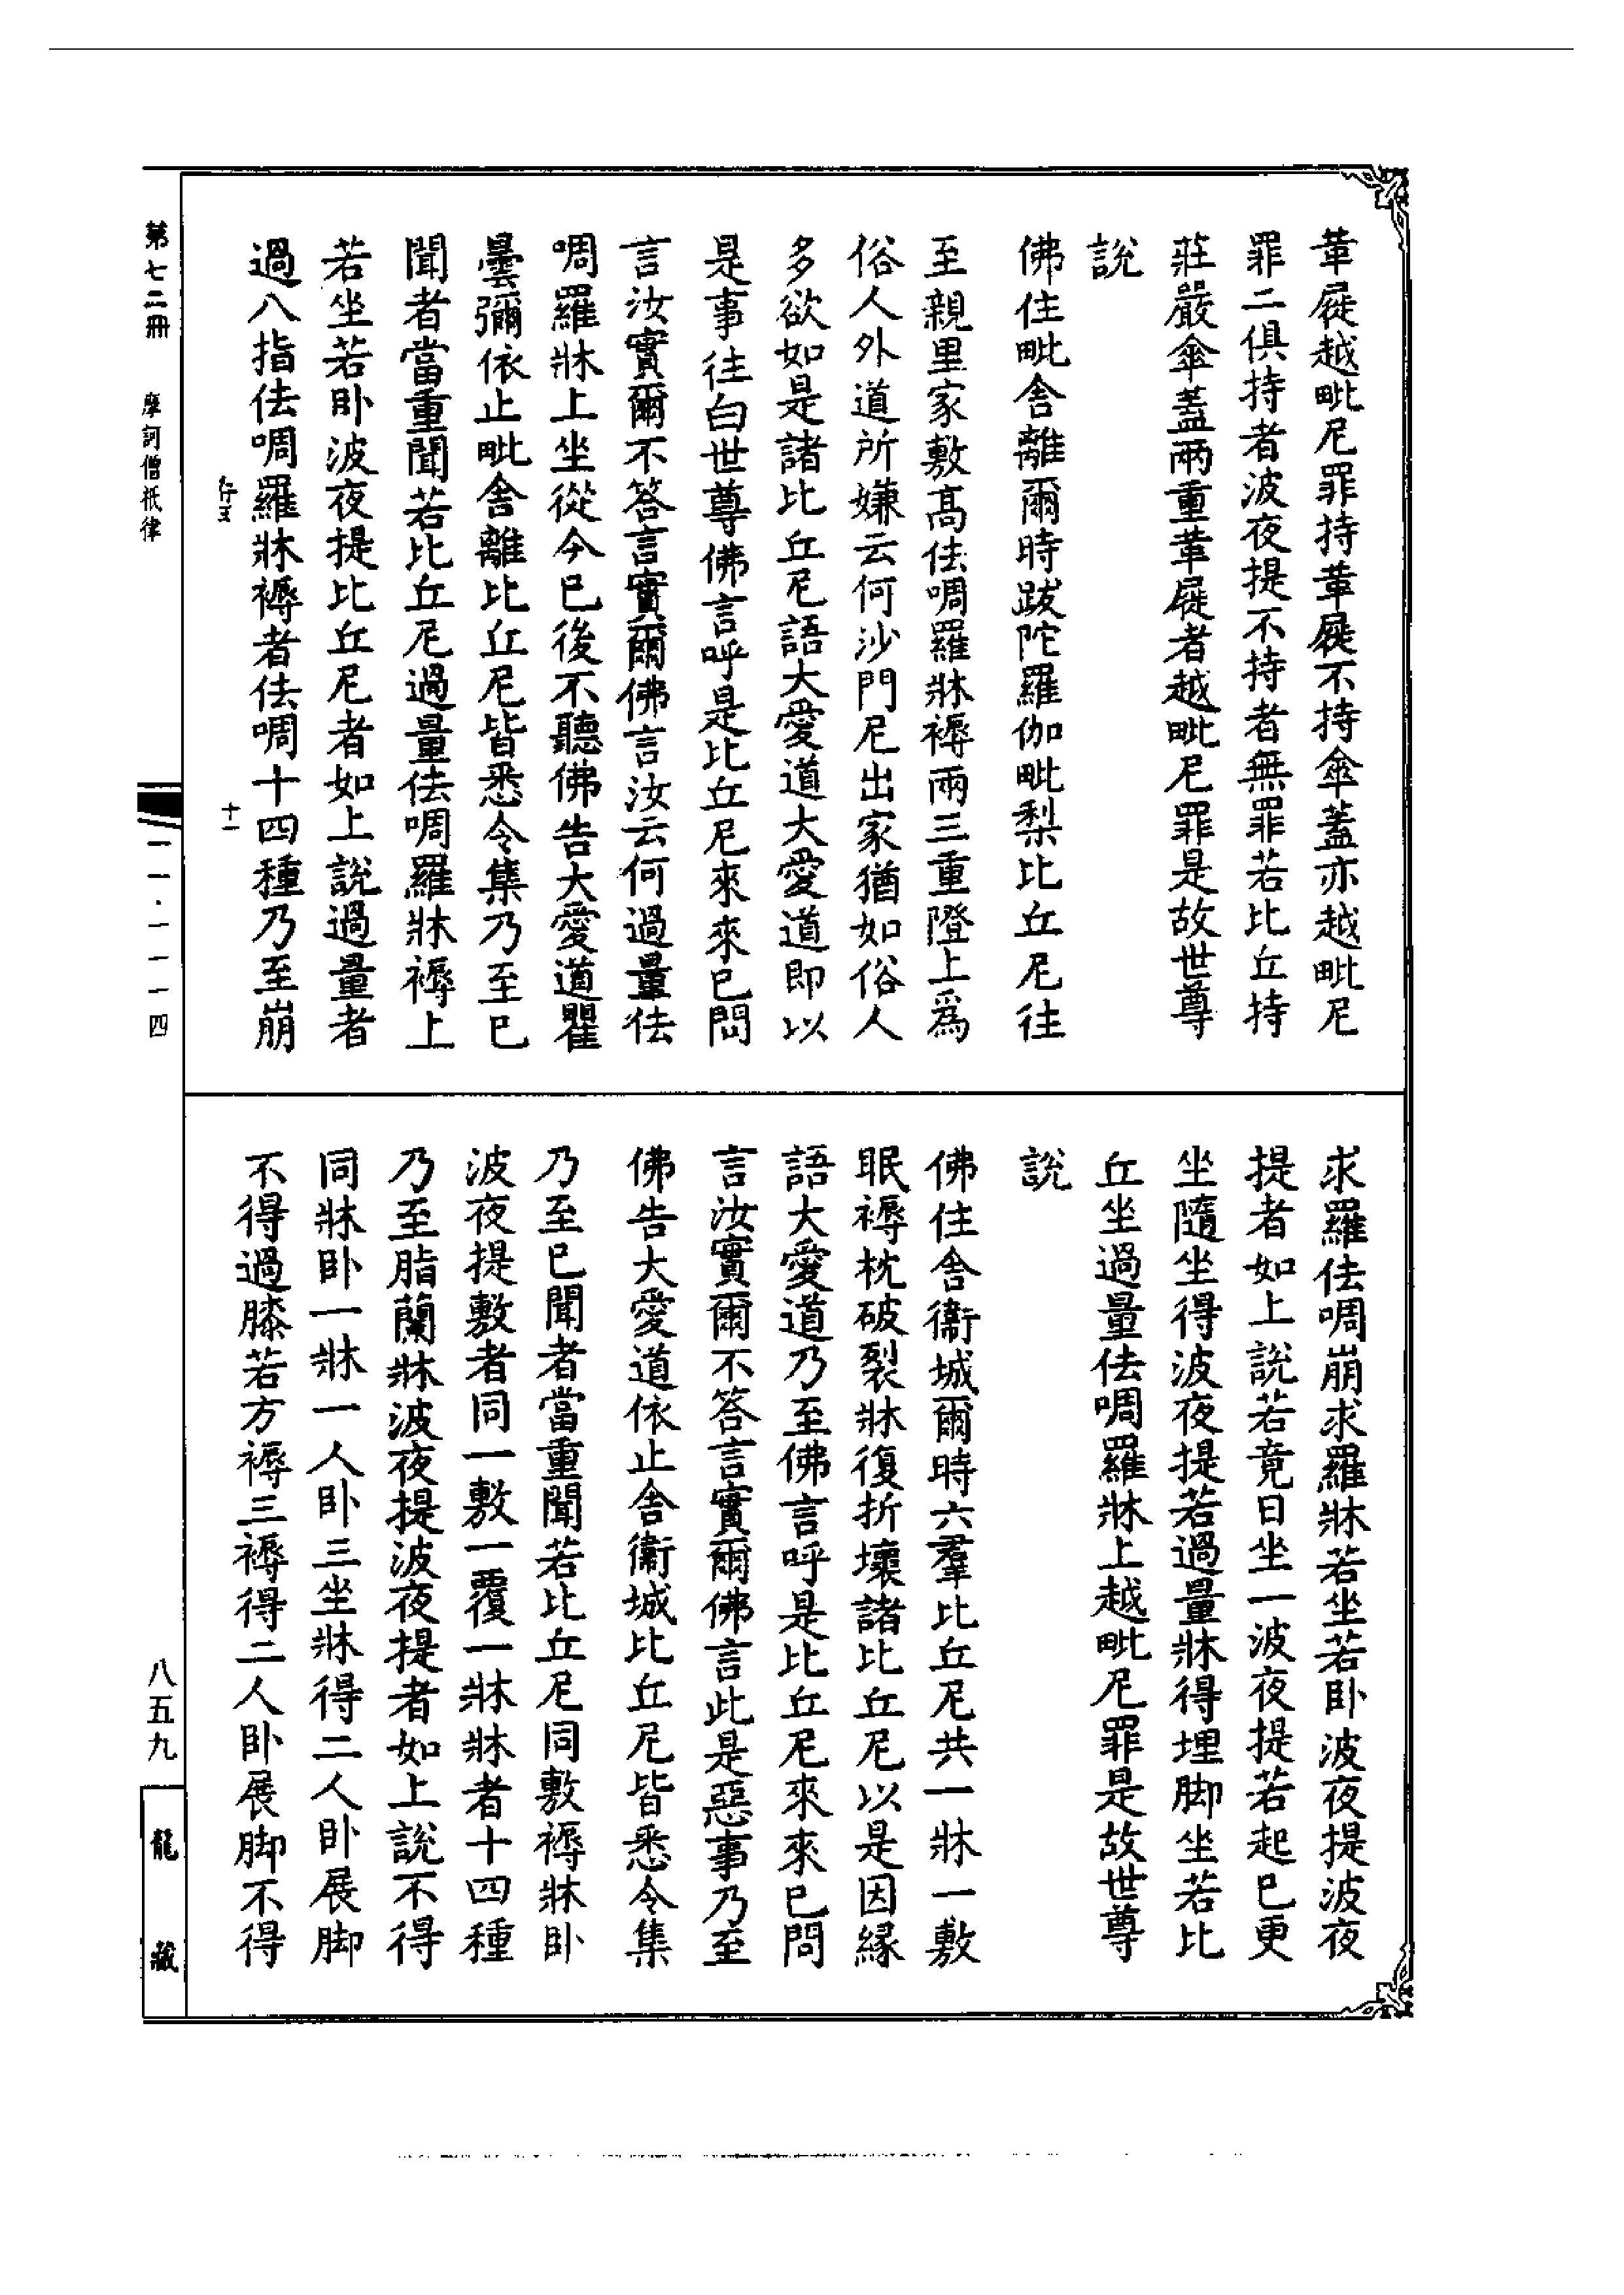 革屣越毗尼罪持革屣不持傘蓋亦越毗尼
罪二俱持者波夜提不持者無罪若比丘持
莊嚴傘蓋兩重革屣者越毗尼罪是故世尊
說
佛住毗舍離爾時跋陀羅伽毗梨比丘尼往
至親里家敷高佉啁羅牀褥兩三重隥上爲
俗人外道所嫌云何沙門尼出家猶如俗人
多欲如是諸比丘尼語大愛道大愛道即以
是事往白世尊佛言呼是比丘尼來來已問
言汝實爾不答言實爾佛言汝云何過量佉
啁羅牀上坐從今已後不聽佛告大愛道瞿
曇彌依止毗舍離比丘尼皆悉令集乃至已
聞者當重聞若比丘尼過量佉啁羅牀褥上
若坐若卧波夜提比丘尼者如上說過量者
過八指佉啁羅牀褥者佉啁十四種乃至崩
十一
求羅佉啁崩求羅牀若坐若卧波夜提波夜
提者如上說若竟日坐一波夜提若起已更
坐隨坐得波夜提若過量牀得埋脚坐若比
丘坐過量佉啁羅牀上越毗尼罪是故世尊
說
佛住舍衞城爾時六羣比丘尼共一牀一敷
眠褥枕破裂牀復折壞諸比丘尼以是因緣
語大愛道乃至佛言呼是比丘尼來來已問
言汝實爾不答言實爾佛言此是惡事乃至
佛告大愛道依止舍衞城比丘尼皆悉令集
乃至已聞者當重聞若比丘尼同敷褥牀卧
波夜提敷者同一敷一覆一牀牀者十四種
乃至脂蘭牀波夜提波夜提者如上說不得
同牀卧一牀一人卧三坐牀得二人卧展脚
不得過膝若方褥三褥得二人卧展脚不得
第七二冊
摩訶僧祇律
一一·一一一四
八五九
龍藏